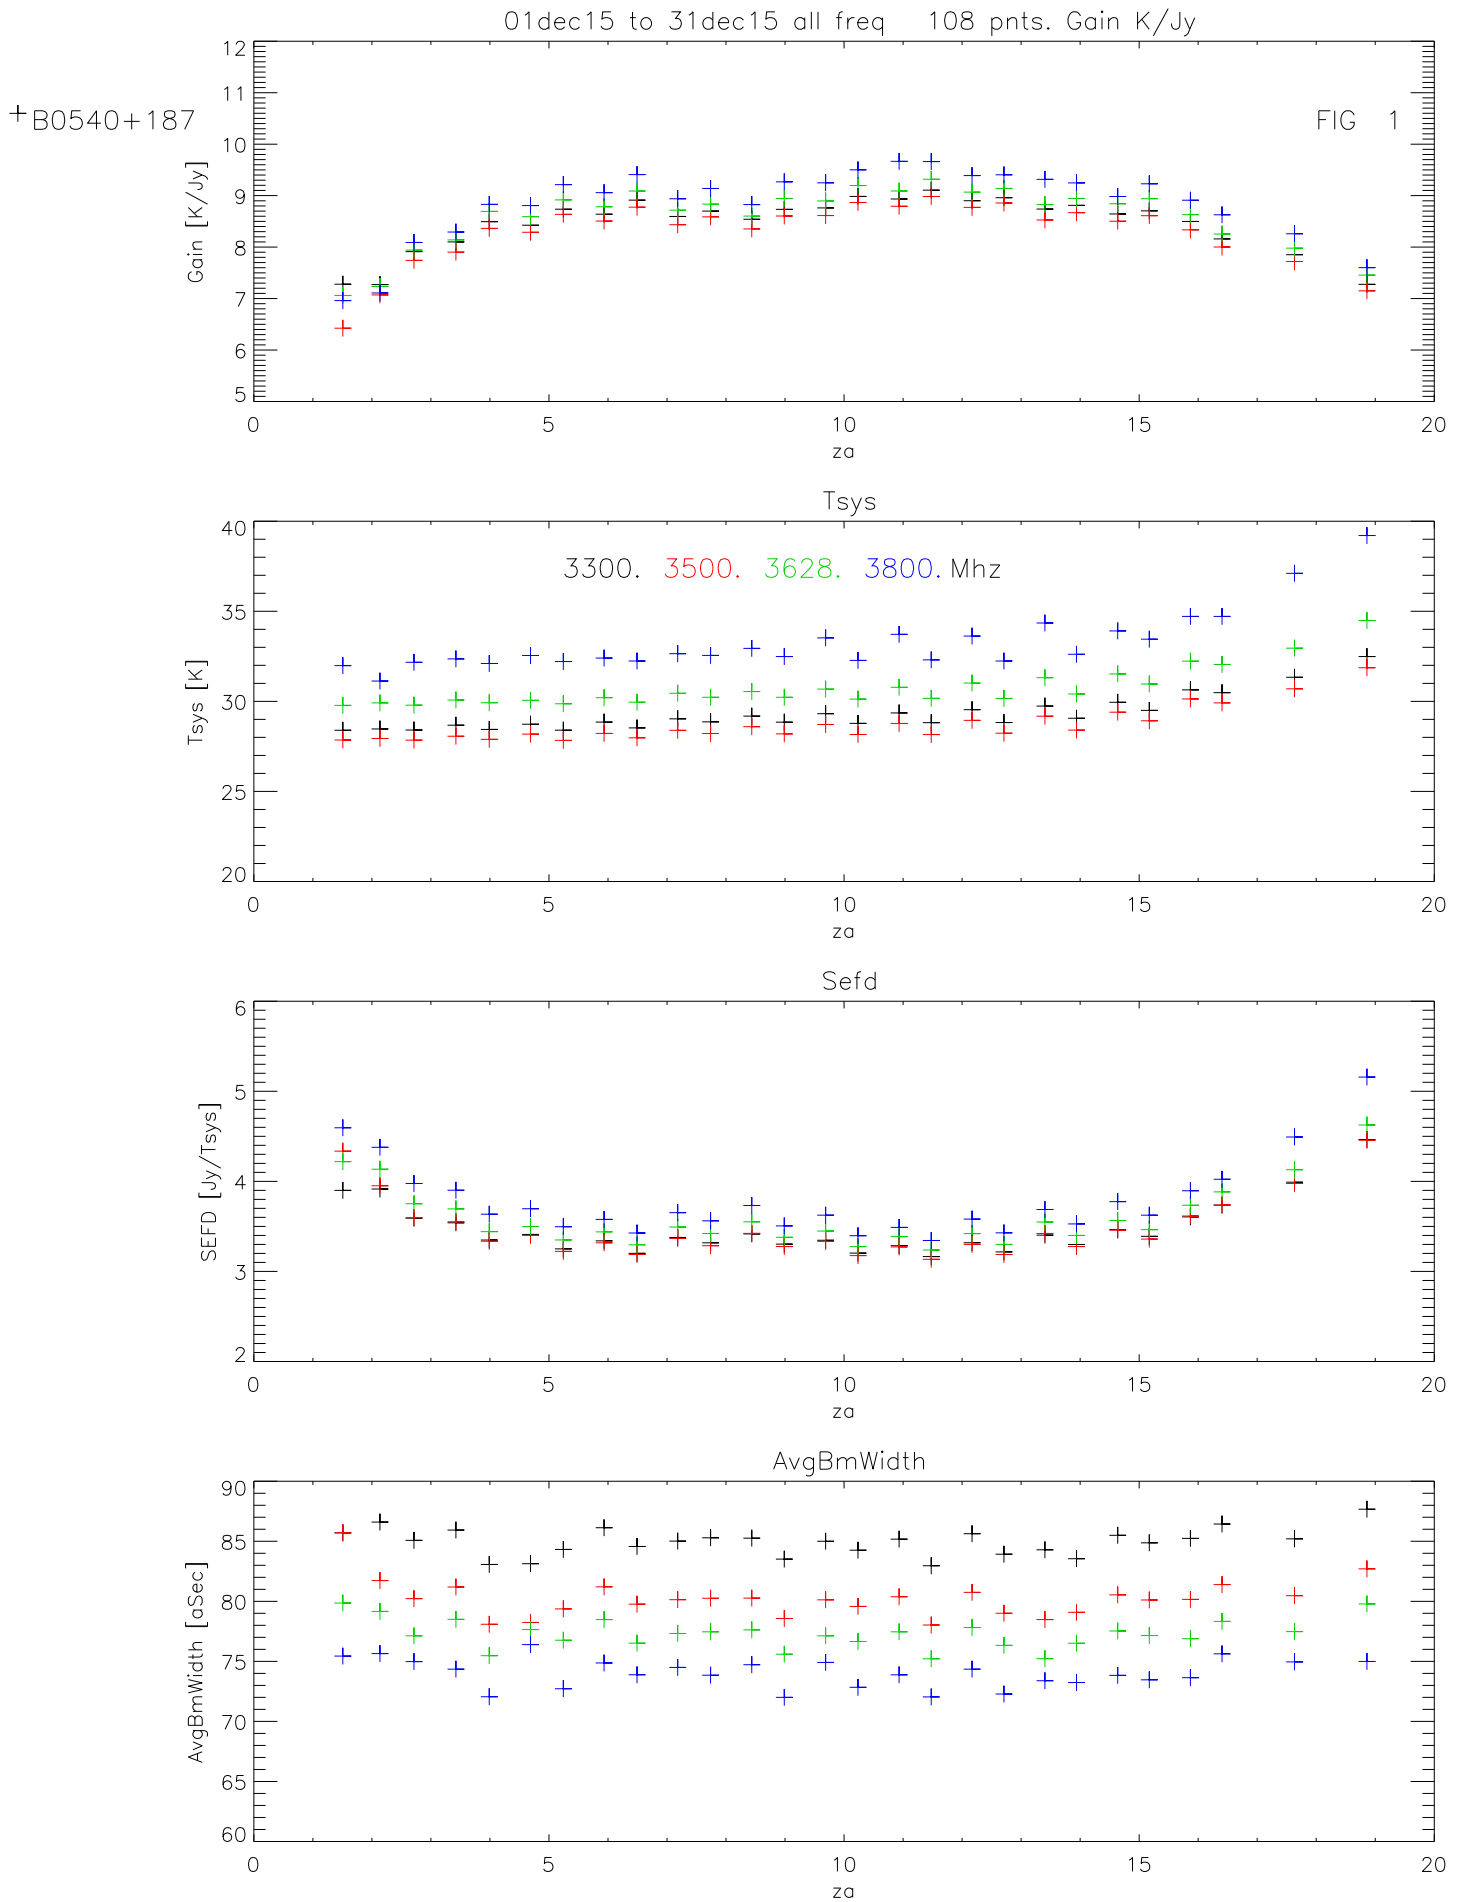 01dec15 to 31dec15 all freq 108 pnts. Gain K/Jy
+B0540+187
FIG 1
12
11
10
9
8
7
6
5
Gain [K/Jy]
0 5 10 15 20
za
Tsys
3300. 3500. 3628. 3800. Mhz
40
35
30
25
20
Tsys [K]
0 5 10 15 20
za
Sefd
6
5
4
3
2
SEFD [Jy/Tsys]
0 5 10 15 20
za
AvgBmWidth
90
85
80
75
70
65
60
AvgBmWidth [aSec]
0 5 10 15 20
za